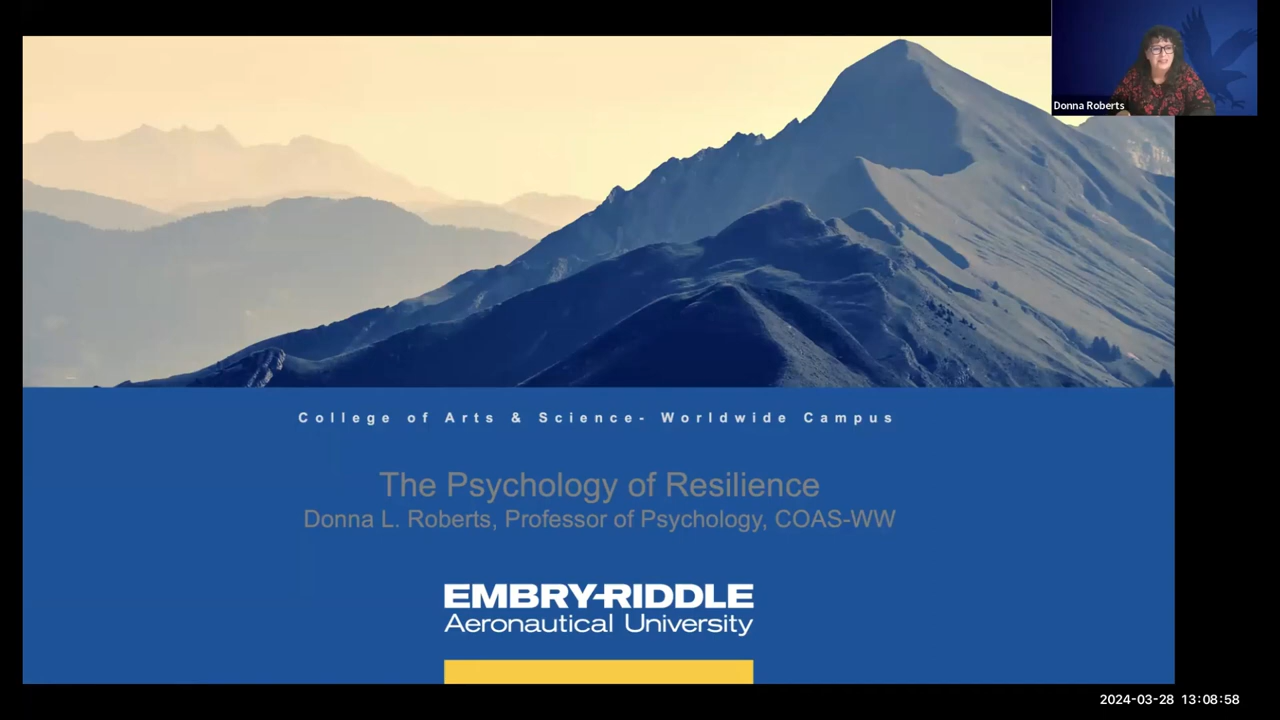 Donna Roberts
College of Arts & Science- Worldwide Campus
The Psychology of Resilience
Donna L. Roberts, Professor of Psychology, COAS-WW
EMBRY-RIDDLE
Aeronautical University
2024-03-28 13:08:58